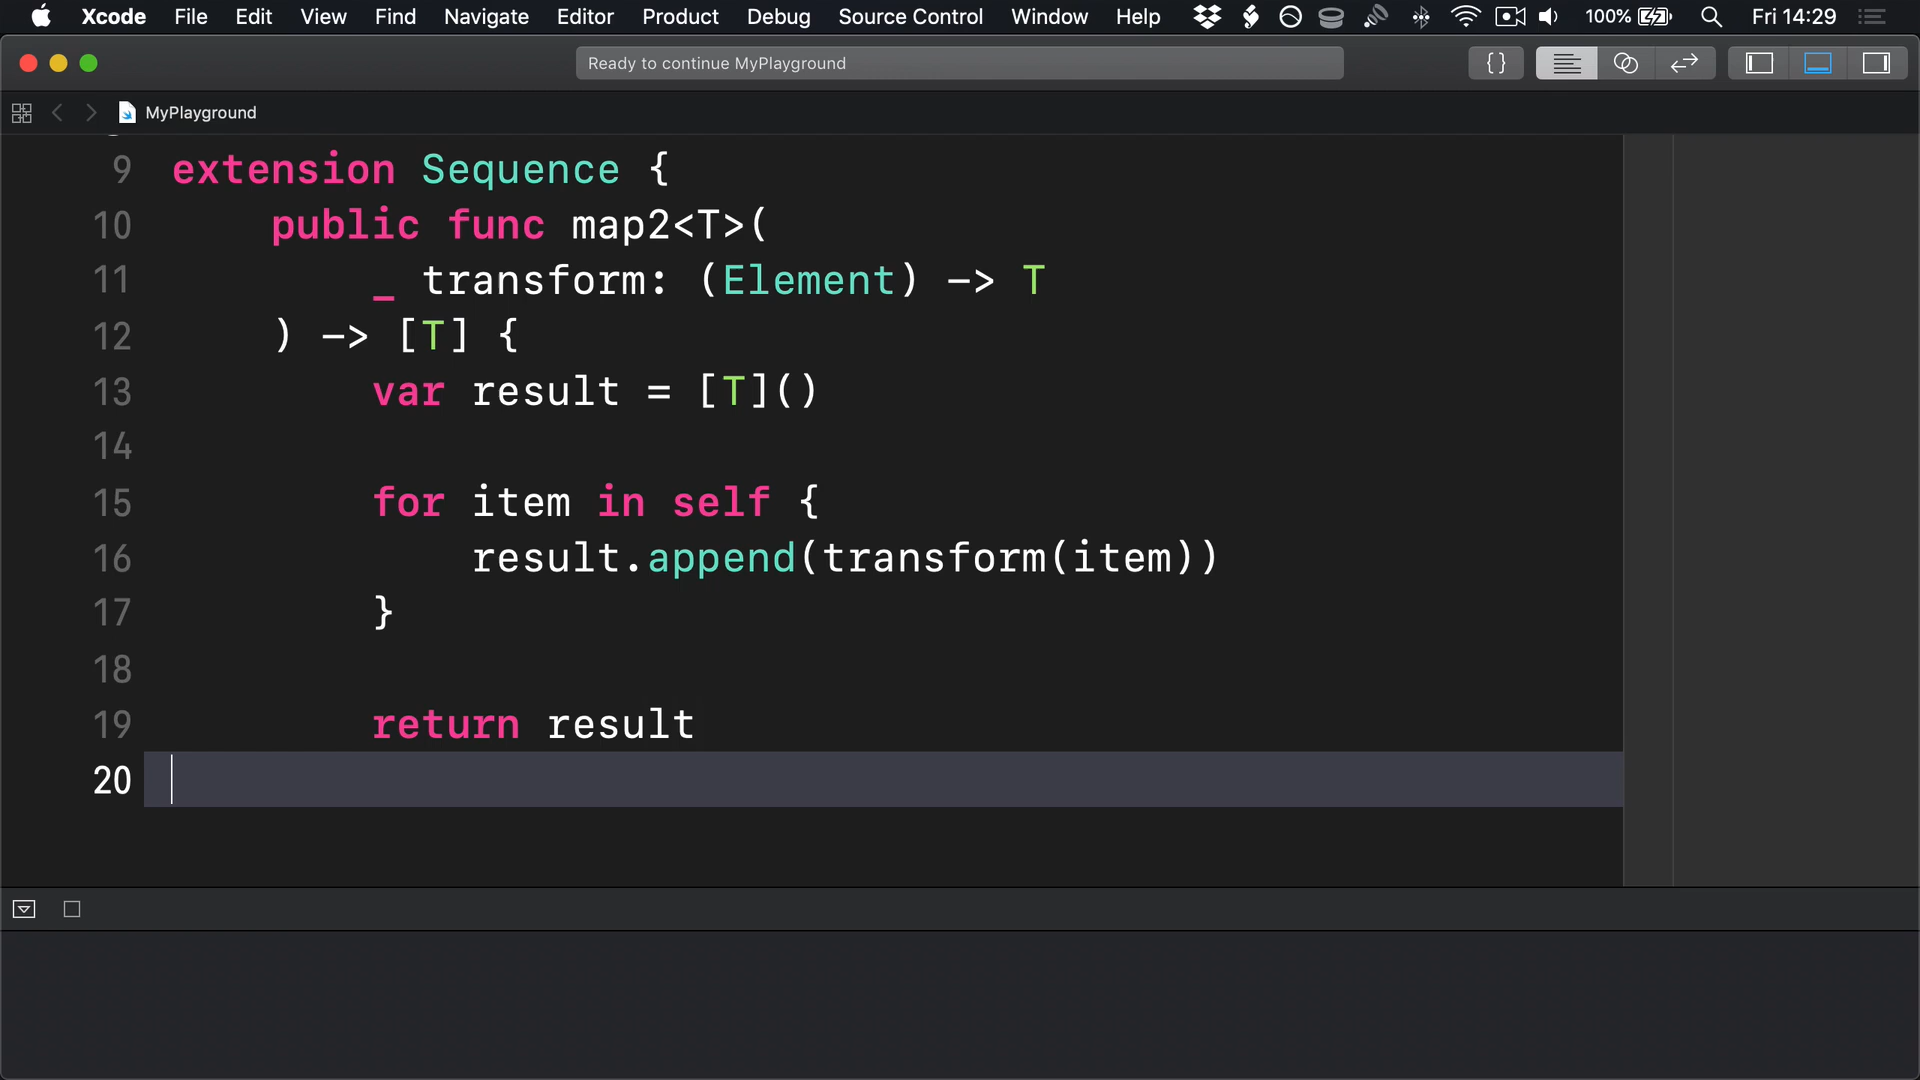 Xcode File Edit View Find Navigate Editor Product Debug Source Control Window Help 100% Fri 14:29
Ready to continue MyPlayground {}
MyPlayground
9 extension Sequence {
10 public func map2<T>(
11 _ transform: (Element) -> T
12 ) -> [T] {
13 var result = [T]()
14
15 for item in self {
16 result.append(transform(item))
17 }
18
19 return result
20